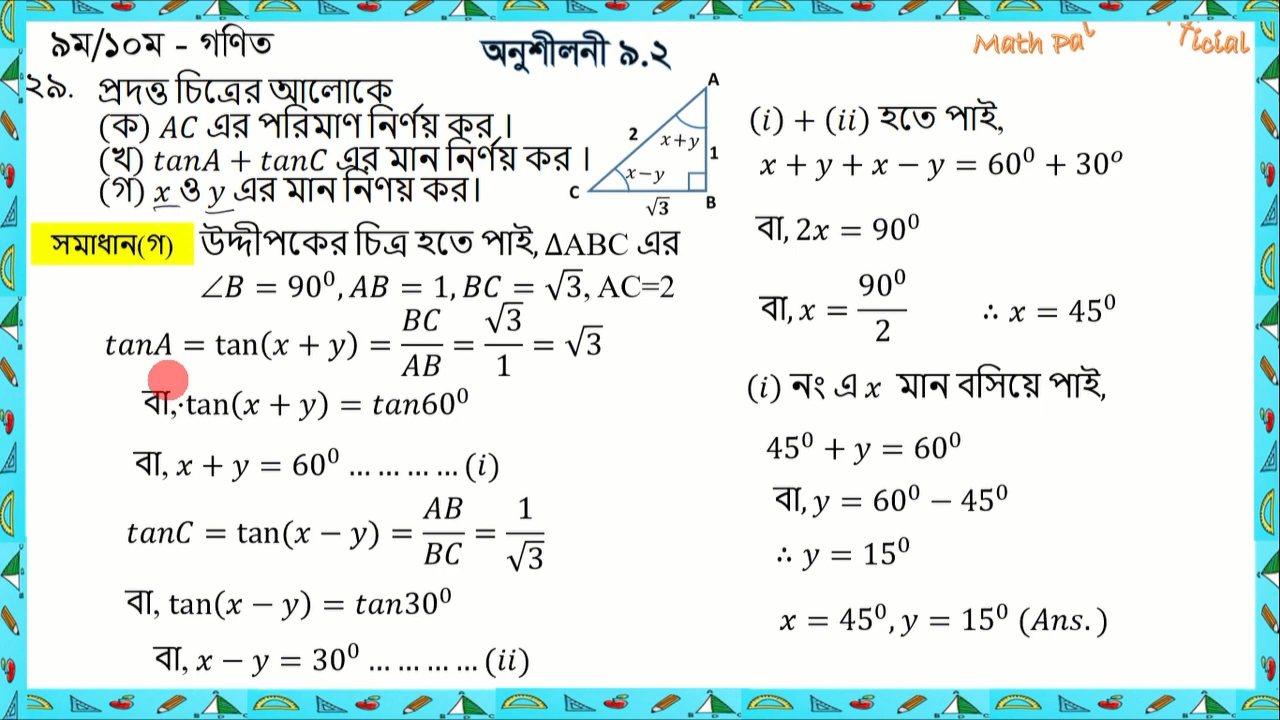 ৯ম/১০ম - গণিত
অনুশীলনী ৯.২
Math Pa
ficial
২৯. প্রদত্ত চিত্রের আলোকে
(ক) AC এর পরিমাণ নির্ণয় কর।
(খ) tanA + tanC এর মান নির্ণয় কর।
(গ) x ও y এর মান নির্ণয় কর।
A
2
x+y
1
x−y
C
√3
B
সমাধান(গ) উদ্দীপকের চিত্র হতে পাই, ΔABC এর
∠B = 90⁰, AB = 1, BC = √3, AC=2
tanA = tan(x + y) = BC/AB = √3/1 = √3
বা, tan(x + y) = tan60⁰
বা, x + y = 60⁰ ... ... ... ... (i)
tanC = tan(x − y) = AB/BC = 1/√3
বা, tan(x − y) = tan30⁰
বা, x − y = 30⁰ ... ... ... ... (ii)
(i) + (ii) হতে পাই,
x + y + x − y = 60⁰ + 30ᵒ
বা, 2x = 90⁰
বা, x = 90⁰/2 ∴ x = 45⁰
(i) নং এ x মান বসিয়ে পাই,
45⁰ + y = 60⁰
বা, y = 60⁰ − 45⁰
∴ y = 15⁰
x = 45⁰, y = 15⁰ (Ans.)